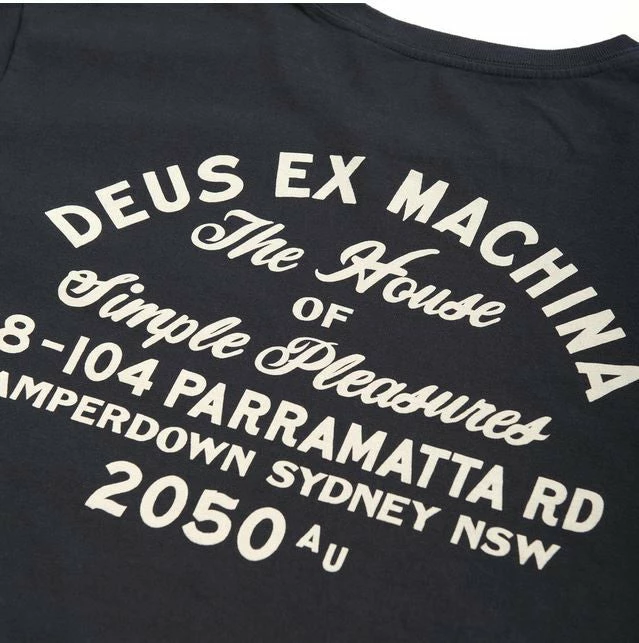 DEUS EX MACHINA
The House
OF
Simple Pleasures
8-104 PARRAMATTA RD
AMPERDOWN SYDNEY NSW
2050 AU